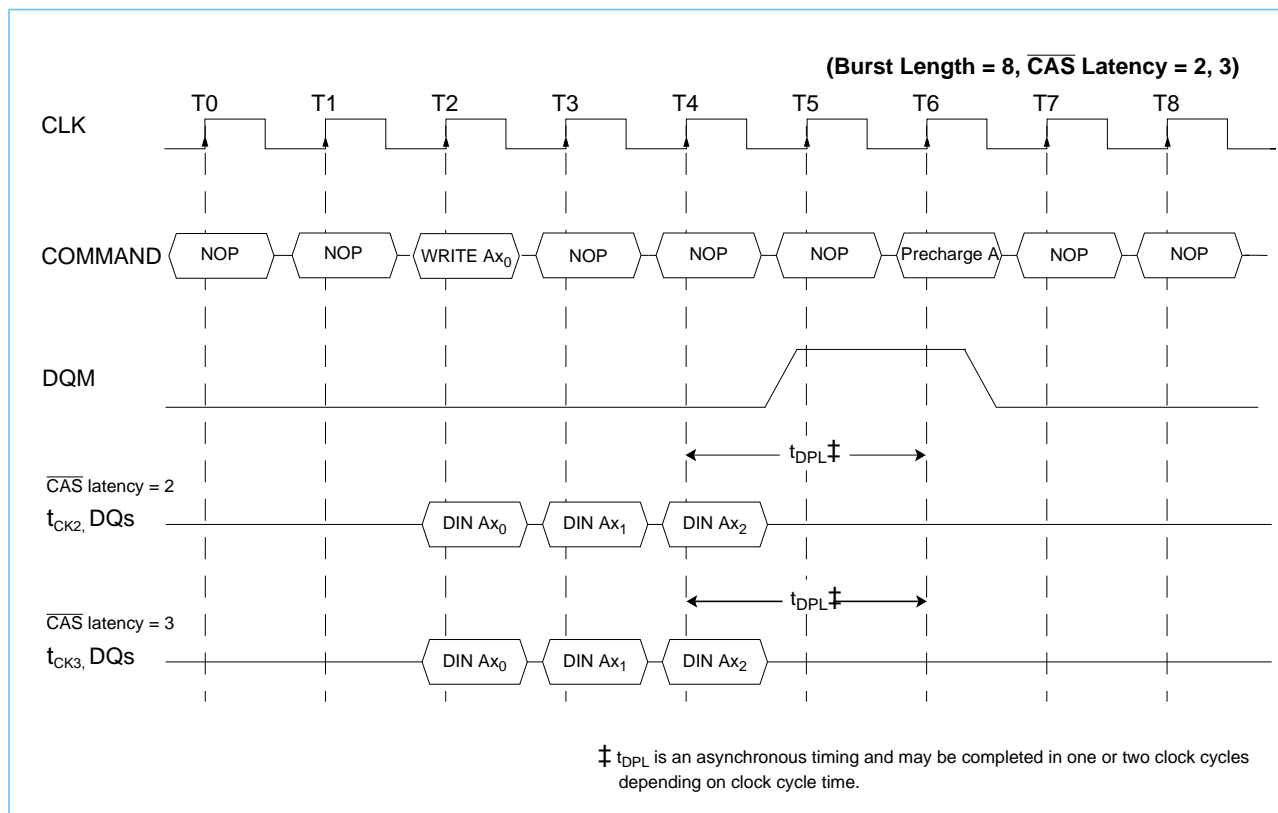 (Burst Length = 8, CAS Latency = 2, 3)
T0 T1 T2 T3 T4 T5 T6 T7 T8
CLK
COMMAND NOP NOP WRITE Ax0 NOP NOP NOP Precharge A NOP NOP
DQM
tDPL‡
CAS latency = 2
tCK2, DQs DIN Ax0 DIN Ax1 DIN Ax2
tDPL‡
CAS latency = 3
tCK3, DQs DIN Ax0 DIN Ax1 DIN Ax2
‡ tDPL is an asynchronous timing and may be completed in one or two clock cycles
depending on clock cycle time.